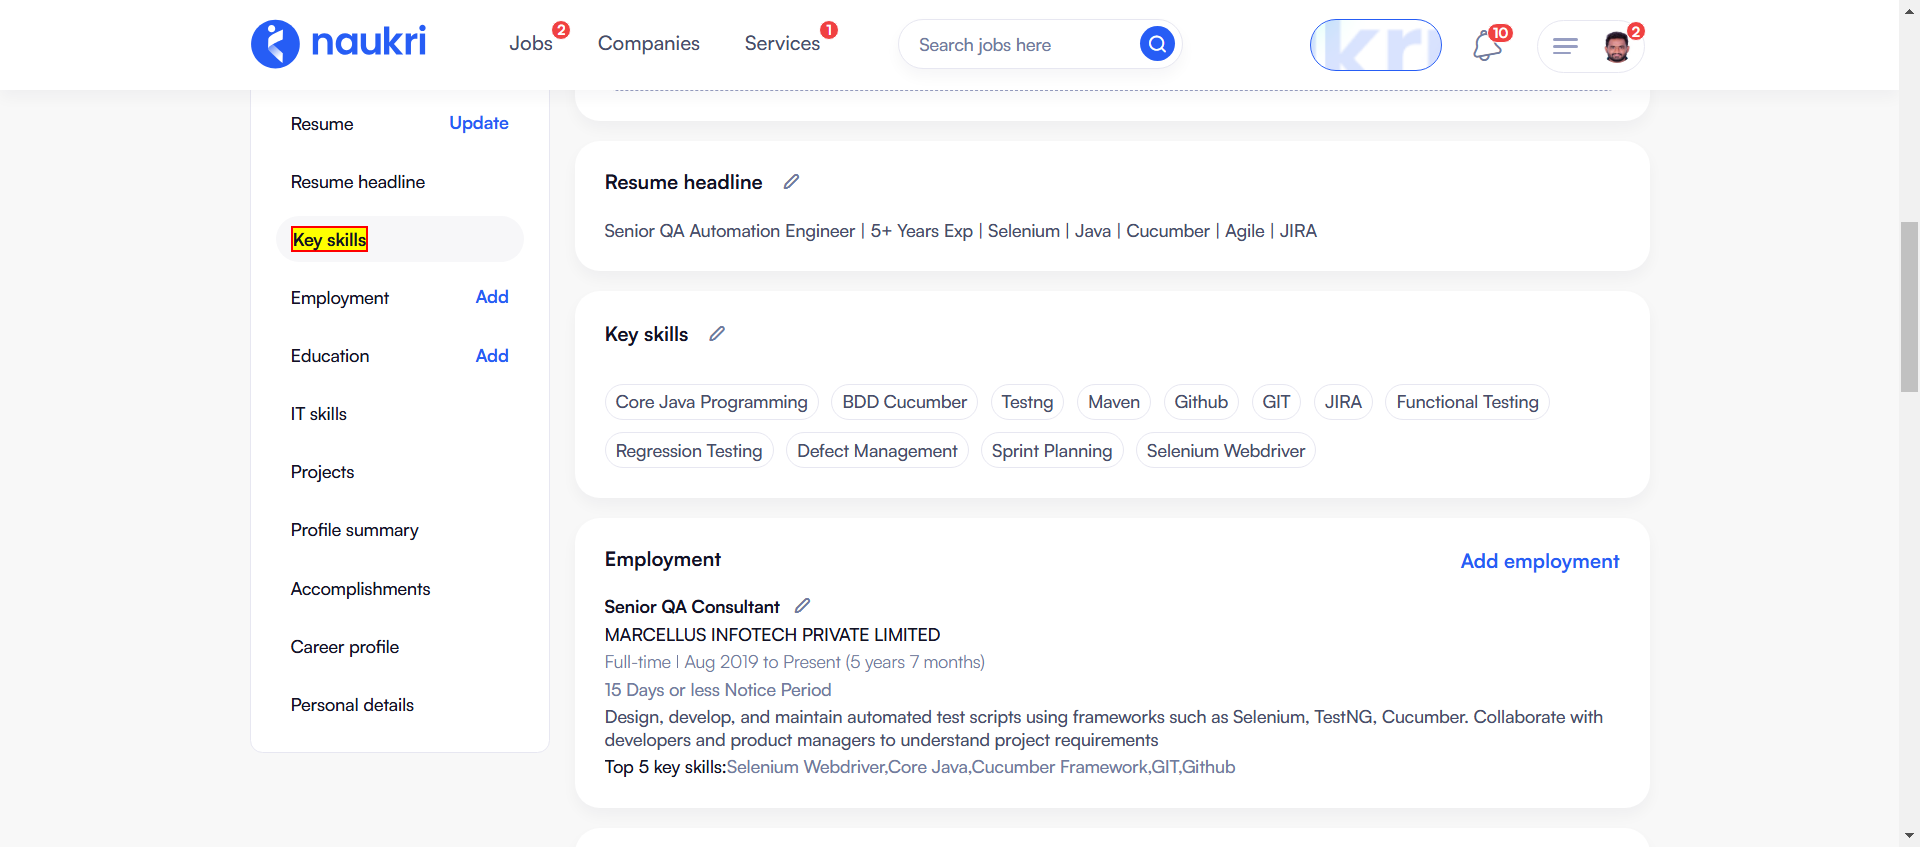 naukri
Jobs 2
Companies
Services 1
Search jobs here
kr
10
2
Resume Update
Resume headline
Key skills
Employment Add
Education Add
IT skills
Projects
Profile summary
Accomplishments
Career profile
Personal details
Resume headline
Senior QA Automation Engineer | 5+ Years Exp | Selenium | Java | Cucumber | Agile | JIRA
Key skills
Core Java Programming BDD Cucumber Testng Maven Github GIT JIRA Functional Testing
Regression Testing Defect Management Sprint Planning Selenium Webdriver
Employment Add employment
Senior QA Consultant
MARCELLUS INFOTECH PRIVATE LIMITED
Full-time | Aug 2019 to Present (5 years 7 months)
15 Days or less Notice Period
Design, develop, and maintain automated test scripts using frameworks such as Selenium, TestNG, Cucumber. Collaborate with
developers and product managers to understand project requirements
Top 5 key skills:Selenium Webdriver,Core Java,Cucumber Framework,GIT,Github